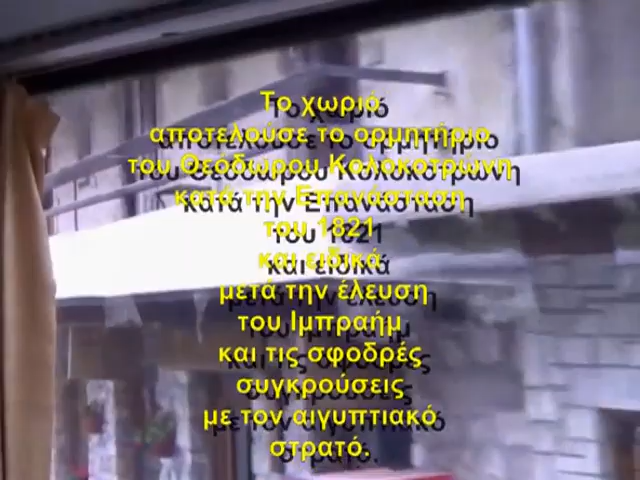 Το χωριό
αποτελούσε το ορμητήριο
του Θεόδωρου Κολοκοτρώνη
κατά την Επανάσταση
του 1821
και ειδικά
μετά την έλευση
του Ιμπραήμ
και τις σφοδρές
συγκρούσεις
με τον αιγυπτιακό
στρατό.